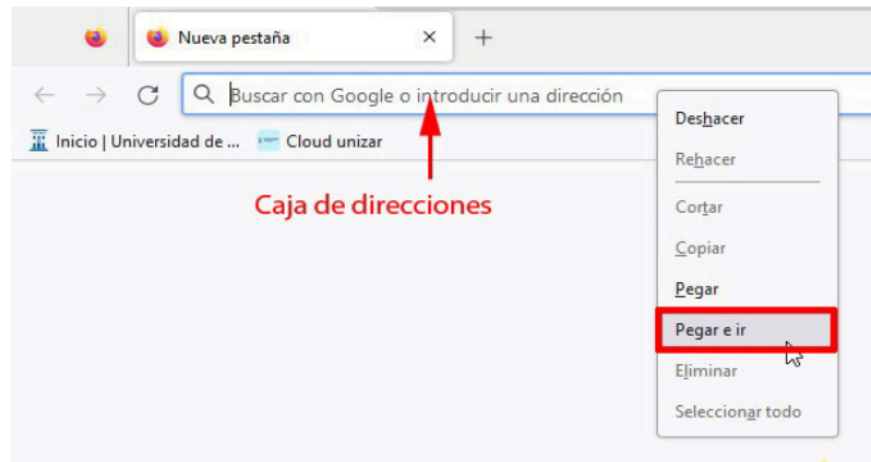 Nueva pestaña
Buscar con Google o introducir una dirección
Inicio | Universidad de ... Cloud unizar
Caja de direcciones
Deshacer
Rehacer
Cortar
Copiar
Pegar
Pegar e ir
Eliminar
Seleccionar todo